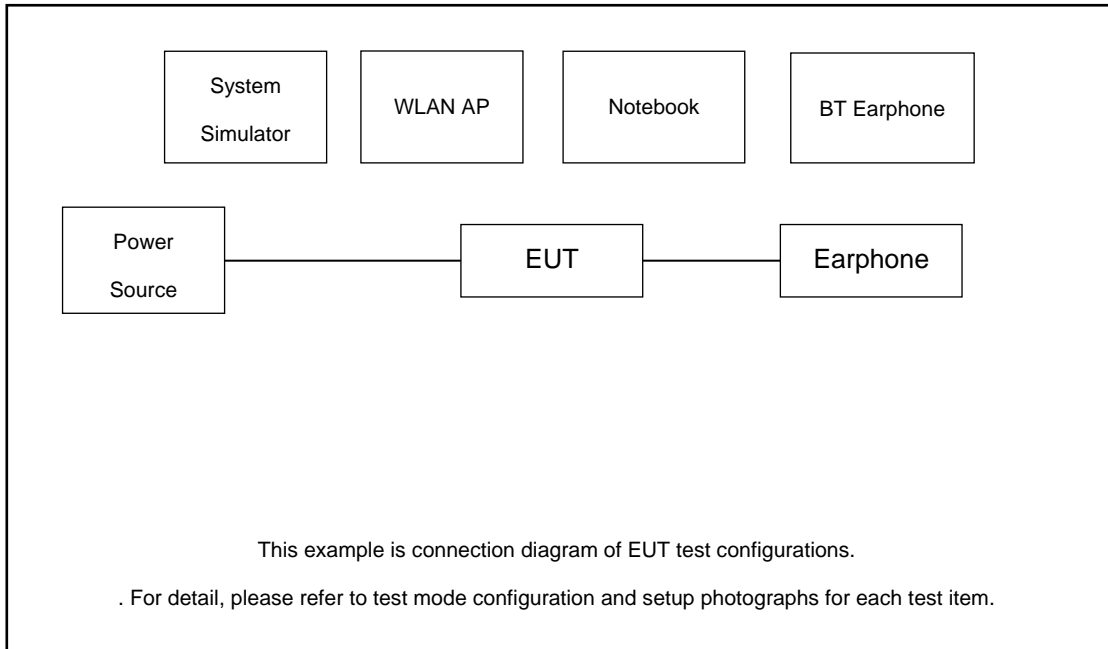 System
Simulator
WLAN AP
Notebook
BT Earphone
Power
Source
EUT
Earphone
This example is connection diagram of EUT test configurations.
. For detail, please refer to test mode configuration and setup photographs for each test item.